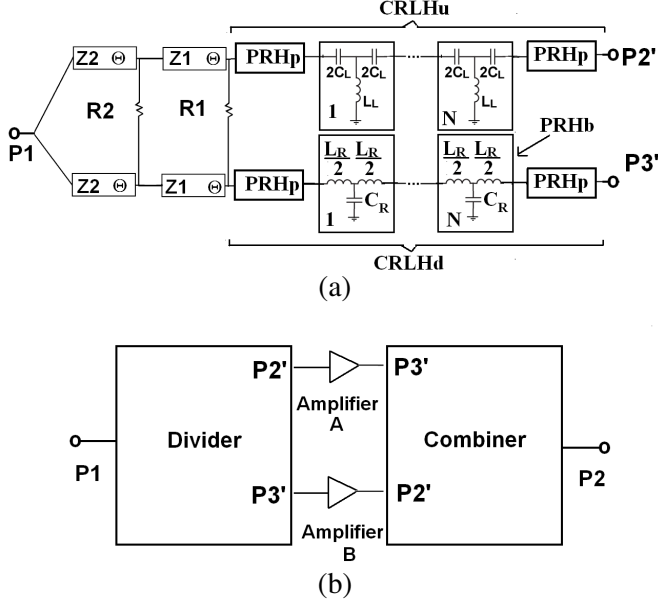 CRLHu
Z2 Θ Z1 Θ PRHp 2CL 2CL LL 1 ... 2CL 2CL LL N PRHp P2'
R2 R1
P1
PRHb
Z2 Θ Z1 Θ PRHp LR/2 LR/2 CR 1 ... LR/2 LR/2 CR N PRHp P3'
CRLHd
(a)
P2' P3'
Amplifier
A
Divider Combiner
P1 P2
P3' P2'
Amplifier
B
(b)